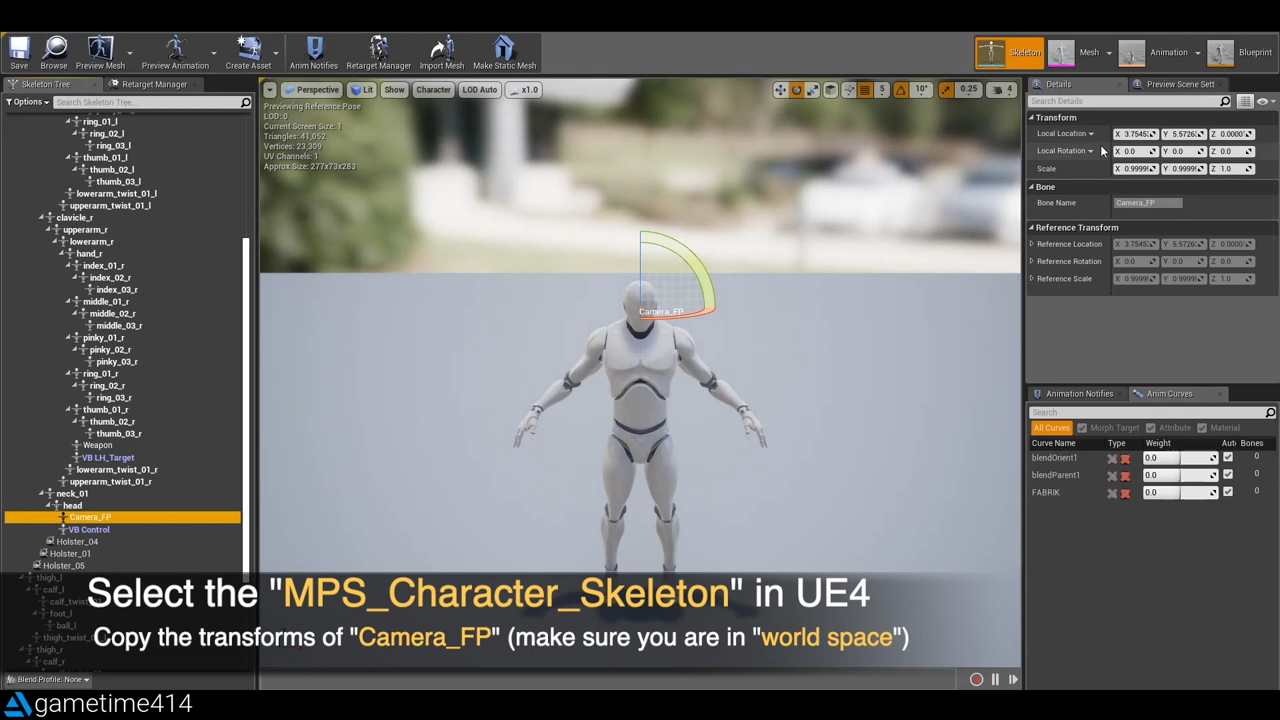 Save
Browse
Preview Mesh
Preview Animation
Create Asset
Anim Notifies
Retarget Manager
Import Mesh
Make Static Mesh
Skeleton
Mesh
Animation
Blueprint
Skeleton Tree
Retarget Manager
Options
Search Skeleton Tree...
ring_01_l
ring_02_l
ring_03_l
thumb_01_l
thumb_02_l
thumb_03_l
lowerarm_twist_01_l
upperarm_twist_01_l
clavicle_r
upperarm_r
lowerarm_r
hand_r
index_01_r
index_02_r
index_03_r
middle_01_r
middle_02_r
middle_03_r
pinky_01_r
pinky_02_r
pinky_03_r
ring_01_r
ring_02_r
ring_03_r
thumb_01_r
thumb_02_r
thumb_03_r
Weapon
VB LH_Target
lowerarm_twist_01_r
upperarm_twist_01_r
neck_01
head
Camera_FP
VB Control
Holster_04
Holster_01
Holster_05
thigh_l
calf_l
foot_l
ball_l
thigh_r
calf_r
Blend Profile: None
Perspective
Lit
Show
Character
LOD Auto
x1.0
5
10°
0.25
4
Previewing Reference Pose
LOD: 0
Current Screen Size: 1
Triangles: 41,052
Vertices: 23,309
UV Channels: 1
Approx Size: 277x73x283
Camera_FP
Details
Preview Scene Sett
Search Details
Transform
Local Location X 3.7545 Y 5.5726 Z 0.0000
Local Rotation X 0.0 Y 0.0 Z 0.0
Scale X 0.9999 Y 0.9999 Z 1.0
Bone
Bone Name Camera_FP
Reference Transform
Reference Location X 3.7545 Y 5.5726 Z 0.0000
Reference Rotation X 0.0 Y 0.0 Z 0.0
Reference Scale X 0.9999 Y 0.9999 Z 1.0
Animation Notifies
Anim Curves
Search
All Curves Morph Target Attribute Material
Curve Name Type Weight Auto Bones
blendOrient1 0.0 0
blendParent1 0.0 0
FABRIK 0.0 0
Select the "MPS_Character_Skeleton" in UE4
Copy the transforms of "Camera_FP" (make sure you are in "world space")
gametime414